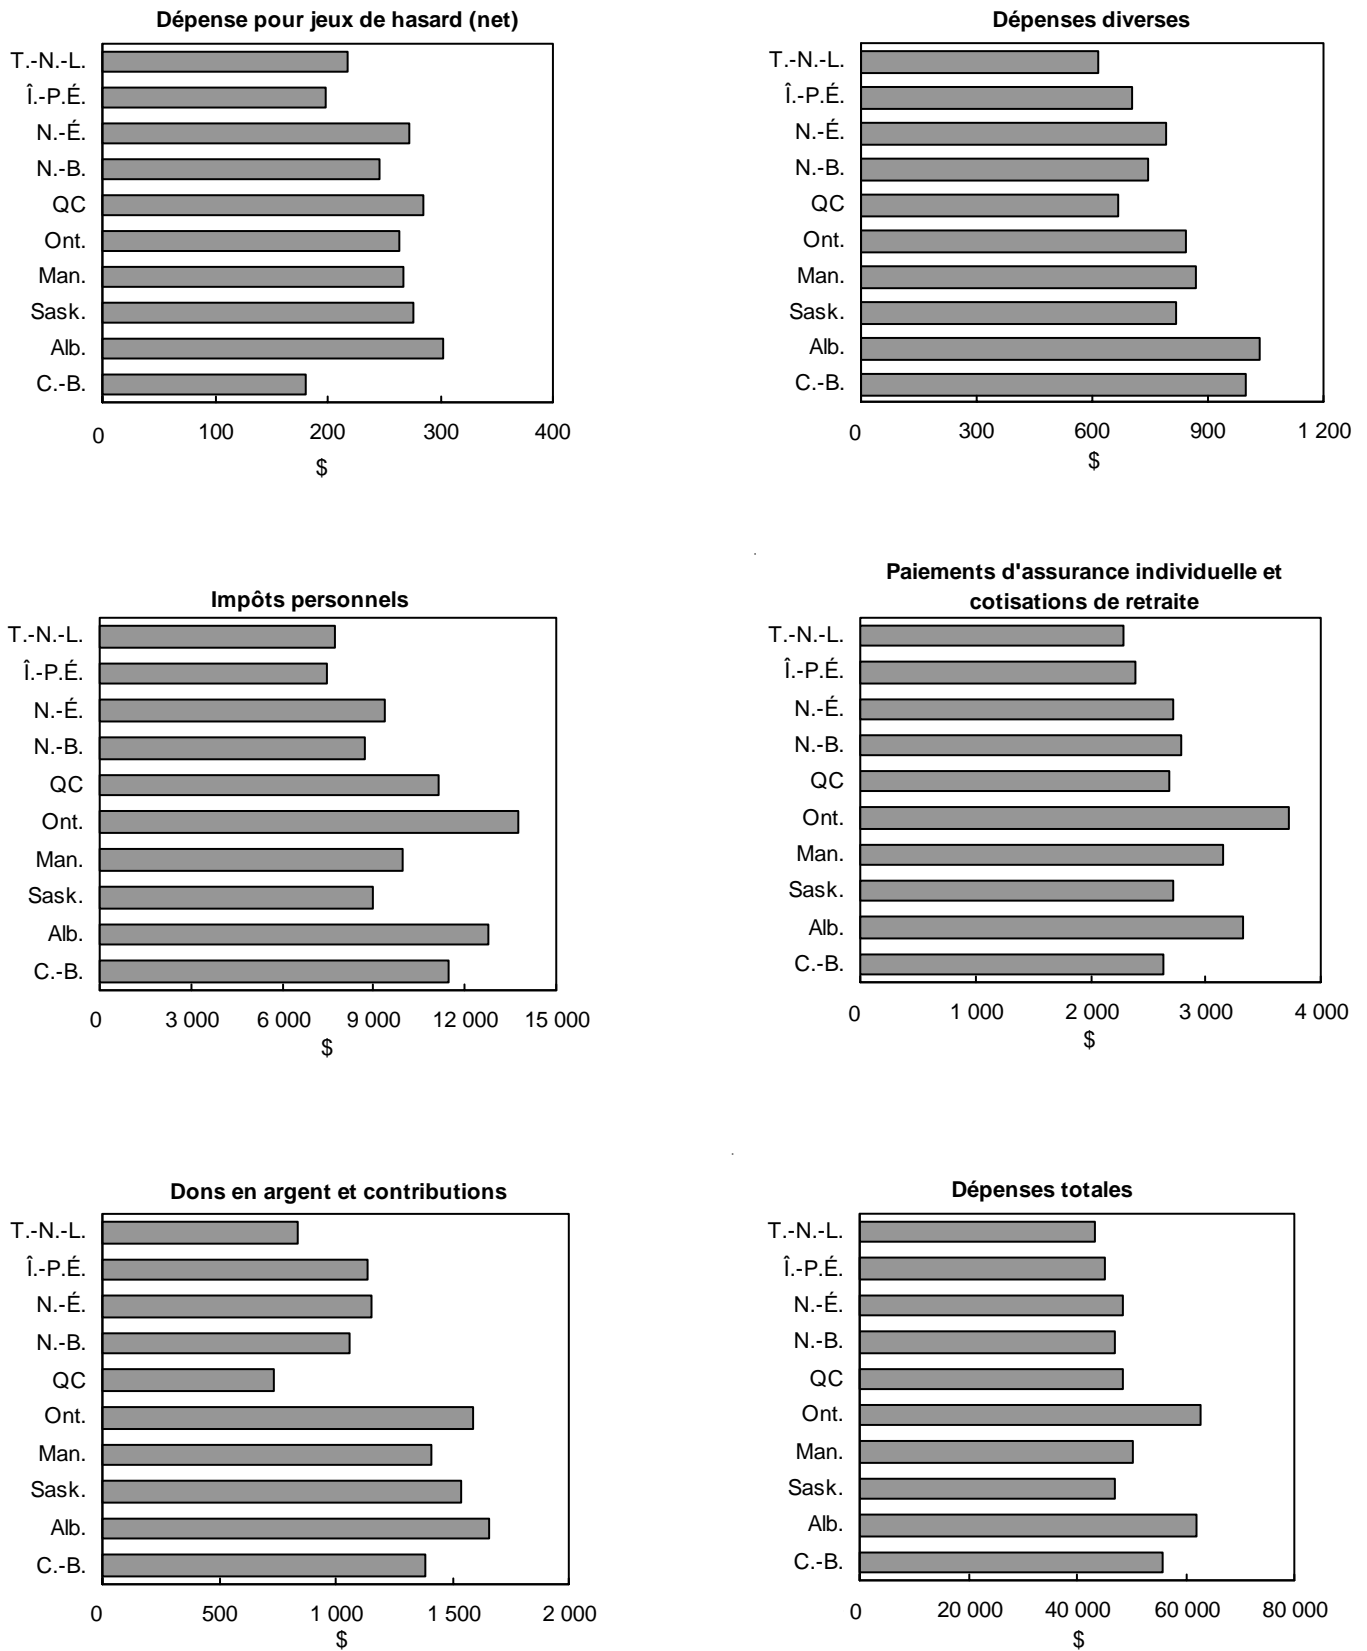 Dépense pour jeux de hasard (net)
T.-N.-L.
Î.-P.É.
N.-É.
N.-B.
QC
Ont.
Man.
Sask.
Alb.
C.-B.
0 100 200 300 400
$
Dépenses diverses
T.-N.-L.
Î.-P.É.
N.-É.
N.-B.
QC
Ont.
Man.
Sask.
Alb.
C.-B.
0 300 600 900 1 200
$
Impôts personnels
T.-N.-L.
Î.-P.É.
N.-É.
N.-B.
QC
Ont.
Man.
Sask.
Alb.
C.-B.
0 3 000 6 000 9 000 12 000 15 000
$
Paiements d'assurance individuelle et
cotisations de retraite
T.-N.-L.
Î.-P.É.
N.-É.
N.-B.
QC
Ont.
Man.
Sask.
Alb.
C.-B.
0 1 000 2 000 3 000 4 000
$
Dons en argent et contributions
T.-N.-L.
Î.-P.É.
N.-É.
N.-B.
QC
Ont.
Man.
Sask.
Alb.
C.-B.
0 500 1 000 1 500 2 000
$
Dépenses totales
T.-N.-L.
Î.-P.É.
N.-É.
N.-B.
QC
Ont.
Man.
Sask.
Alb.
C.-B.
0 20 000 40 000 60 000 80 000
$